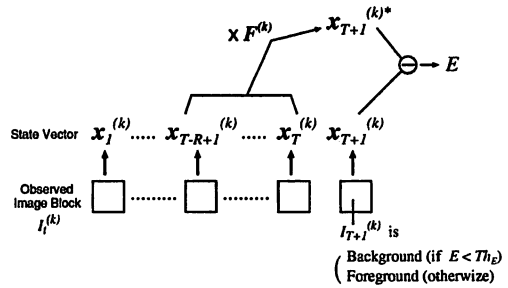 × F^(k) x_{T+1}^(k)*
⊖ → E
State Vector x_1^(k) ..... x_{T-R+1}^(k) ..... x_T^(k) x_{T+1}^(k)
Observed
Image Block
I_t^(k)
I_{T+1}^(k) is
( Background (if E < Th_E)
Foreground (otherwize)